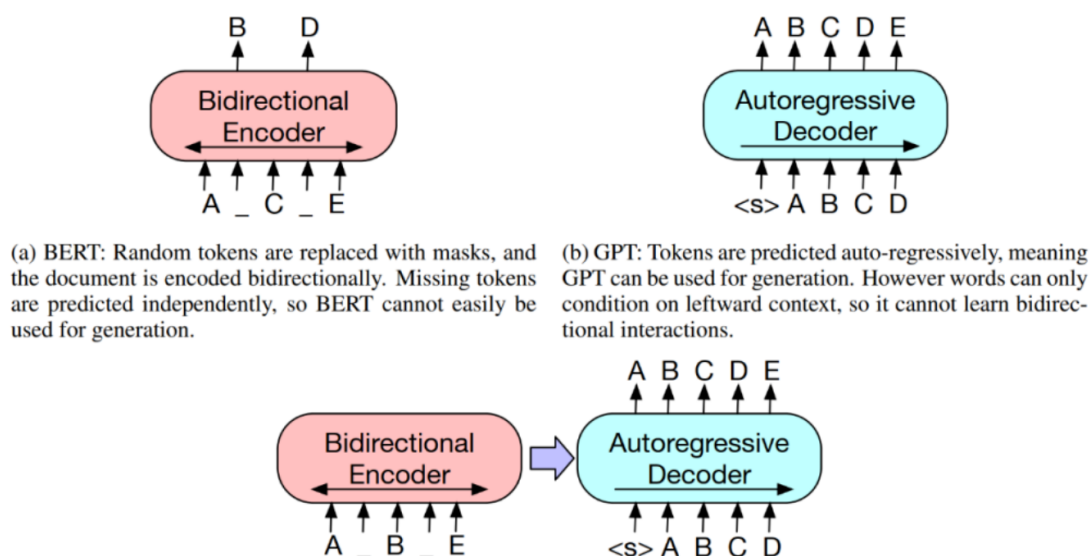 B D
Bidirectional
Encoder
A _ C _ E
(a) BERT: Random tokens are replaced with masks, and
the document is encoded bidirectionally. Missing tokens
are predicted independently, so BERT cannot easily be
used for generation.
A B C D E
Autoregressive
Decoder
<s> A B C D
(b) GPT: Tokens are predicted auto-regressively, meaning
GPT can be used for generation. However words can only
condition on leftward context, so it cannot learn bidirec-
tional interactions.
Bidirectional
Encoder
A _ B _ E
A B C D E
Autoregressive
Decoder
<s> A B C D